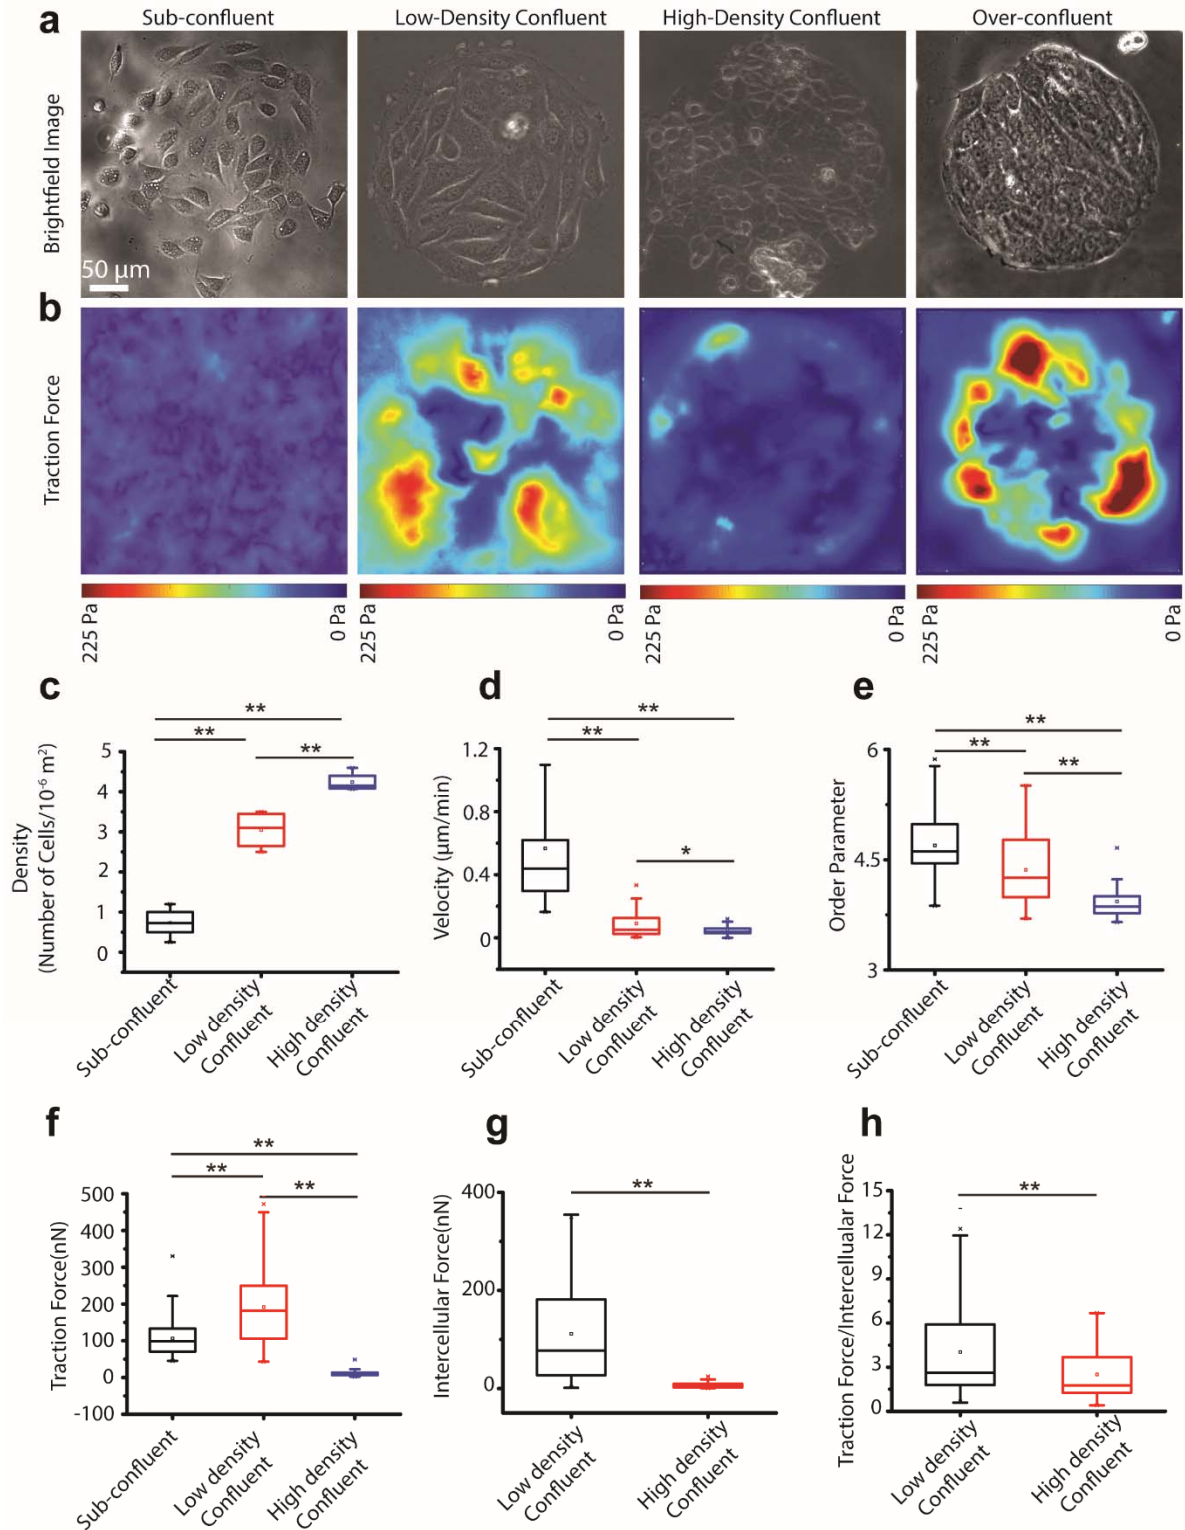 a
Sub-confluent
Low-Density Confluent
High-Density Confluent
Over-confluent
Brightfield Image
50 µm
b
Traction Force
225 Pa
0 Pa
225 Pa
0 Pa
225 Pa
0 Pa
225 Pa
0 Pa
c
**
**
**
Density
(Number of Cells/10⁻⁶ m²)
5
4
3
2
1
0
Sub-confluent
Low density
Confluent
High density
Confluent
d
**
**
*
Velocity (µm/min)
1.2
0.8
0.4
0
Sub-confluent
Low density
Confluent
High density
Confluent
e
**
**
**
Order Parameter
6
4.5
3
Sub-confluent
Low density
Confluent
High density
Confluent
f
**
**
**
Traction Force(nN)
500
400
300
200
100
0
-100
Sub-confluent
Low density
Confluent
High density
Confluent
g
**
Intercellular Force(nN)
400
200
0
Low density
Confluent
High density
Confluent
h
**
Traction Force/Intercellualar Force
15
12
9
6
3
0
Low density
Confluent
High density
Confluent